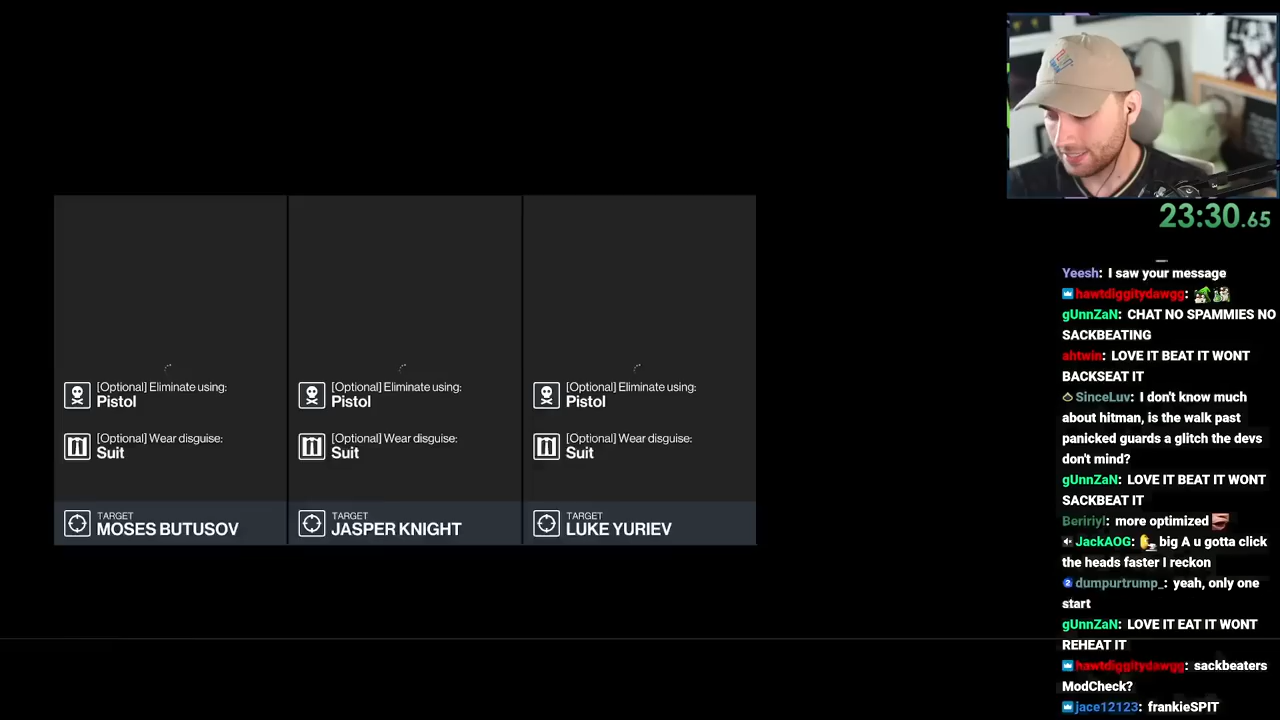 23:30.65
Yeesh: I saw your message
hawtdiggitydawgg:
gUnnZaN: CHAT NO SPAMMIES NO
SACKBEATING
ahtwin: LOVE IT BEAT IT WONT
BACKSEAT IT
SinceLuv: I don't know much
about hitman, is the walk past
panicked guards a glitch the devs
don't mind?
gUnnZaN: LOVE IT BEAT IT WONT
SACKBEAT IT
Beririyl: more optimized
JackAOG: big A u gotta click
the heads faster I reckon
dumpurtrump_: yeah, only one
start
gUnnZaN: LOVE IT EAT IT WONT
REHEAT IT
hawtdiggitydawgg: sackbeaters
ModCheck?
jace12123: frankieSPIT
[Optional] Eliminate using:
Pistol
[Optional] Wear disguise:
Suit
TARGET
MOSES BUTUSOV
[Optional] Eliminate using:
Pistol
[Optional] Wear disguise:
Suit
TARGET
JASPER KNIGHT
[Optional] Eliminate using:
Pistol
[Optional] Wear disguise:
Suit
TARGET
LUKE YURIEV